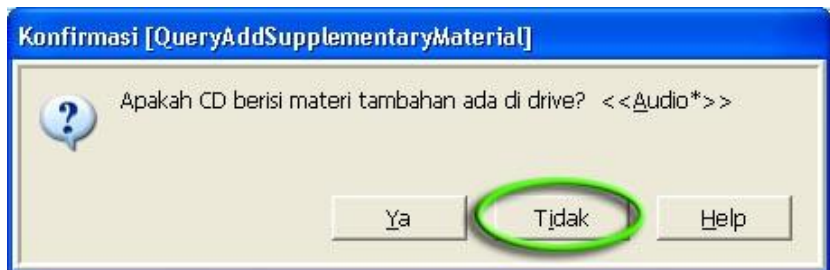 Konfirmasi [QueryAddSupplementaryMaterial]
Apakah CD berisi materi tambahan ada di drive? <<Audio*>>
Ya Tidak Help